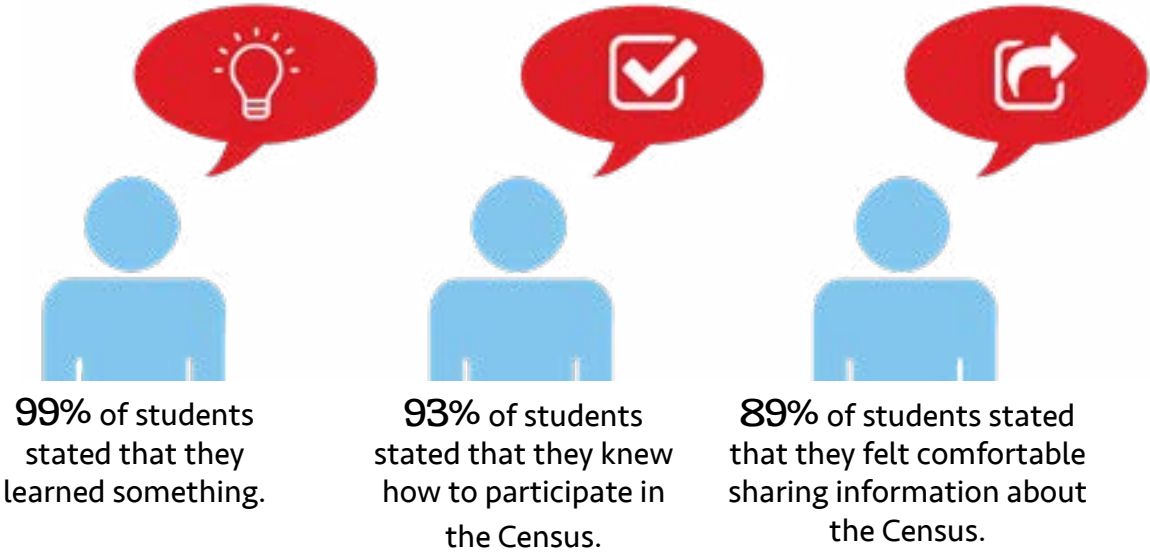 99% of students
stated that they
learned something.
93% of students
stated that they knew
how to participate in
the Census.
89% of students stated
that they felt comfortable
sharing information about
the Census.